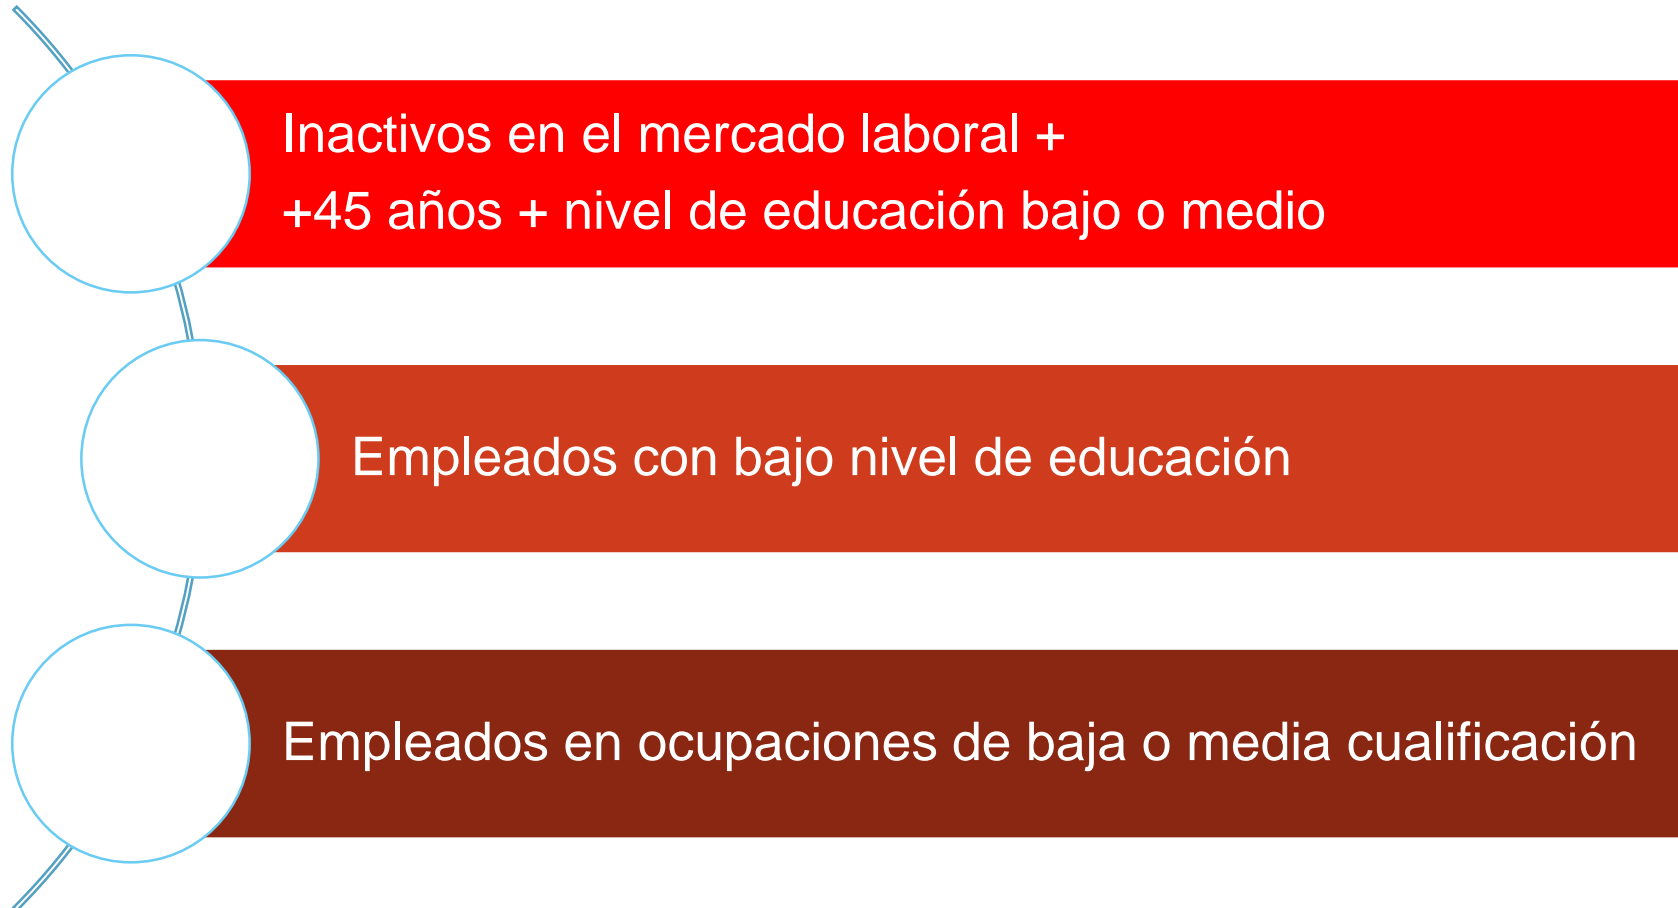 Inactivos en el mercado laboral +
+45 años + nivel de educación bajo o medio
Empleados con bajo nivel de educación
Empleados en ocupaciones de baja o media cualificación